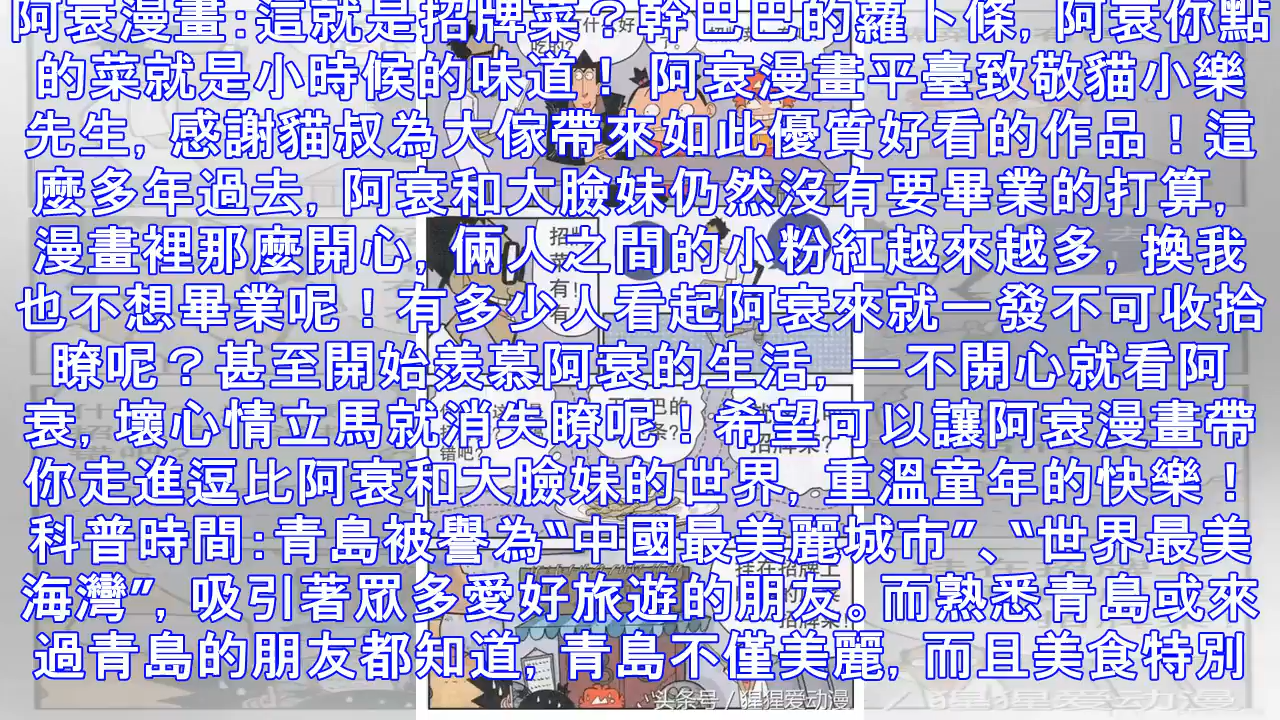 阿衰漫畫:這就是招牌菜？幹巴巴的蘿卜條, 阿衰你點
的菜就是小時候的味道！ 阿衰漫畫平臺致敬貓小樂
先生, 感謝貓叔為大傢帶來如此優質好看的作品！這
麼多年過去, 阿衰和大臉妹仍然沒有要畢業的打算,
漫畫裡那麼開心, 倆人之間的小粉紅越來越多, 換我
也不想畢業呢！有多少人看起阿衰來就一發不可收拾
瞭呢？甚至開始羨慕阿衰的生活, 一不開心就看阿
衰, 壞心情立馬就消失瞭呢！希望可以讓阿衰漫畫帶
你走進逗比阿衰和大臉妹的世界, 重溫童年的快樂！
科普時間:青島被譽為“中國最美麗城市”、“世界最美
海灣”, 吸引著眾多愛好旅遊的朋友。而熟悉青島或來
過青島的朋友都知道, 青島不僅美麗, 而且美食特別
头条号 / 猩猩爱动漫